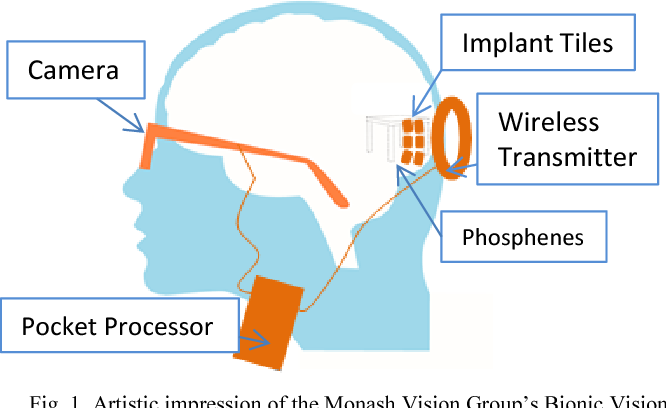 Implant Tiles
Camera
Wireless
Transmitter
Phosphenes
Pocket Processor
Fig. 1. Artistic impression of the Monash Vision Group's Bionic Vision